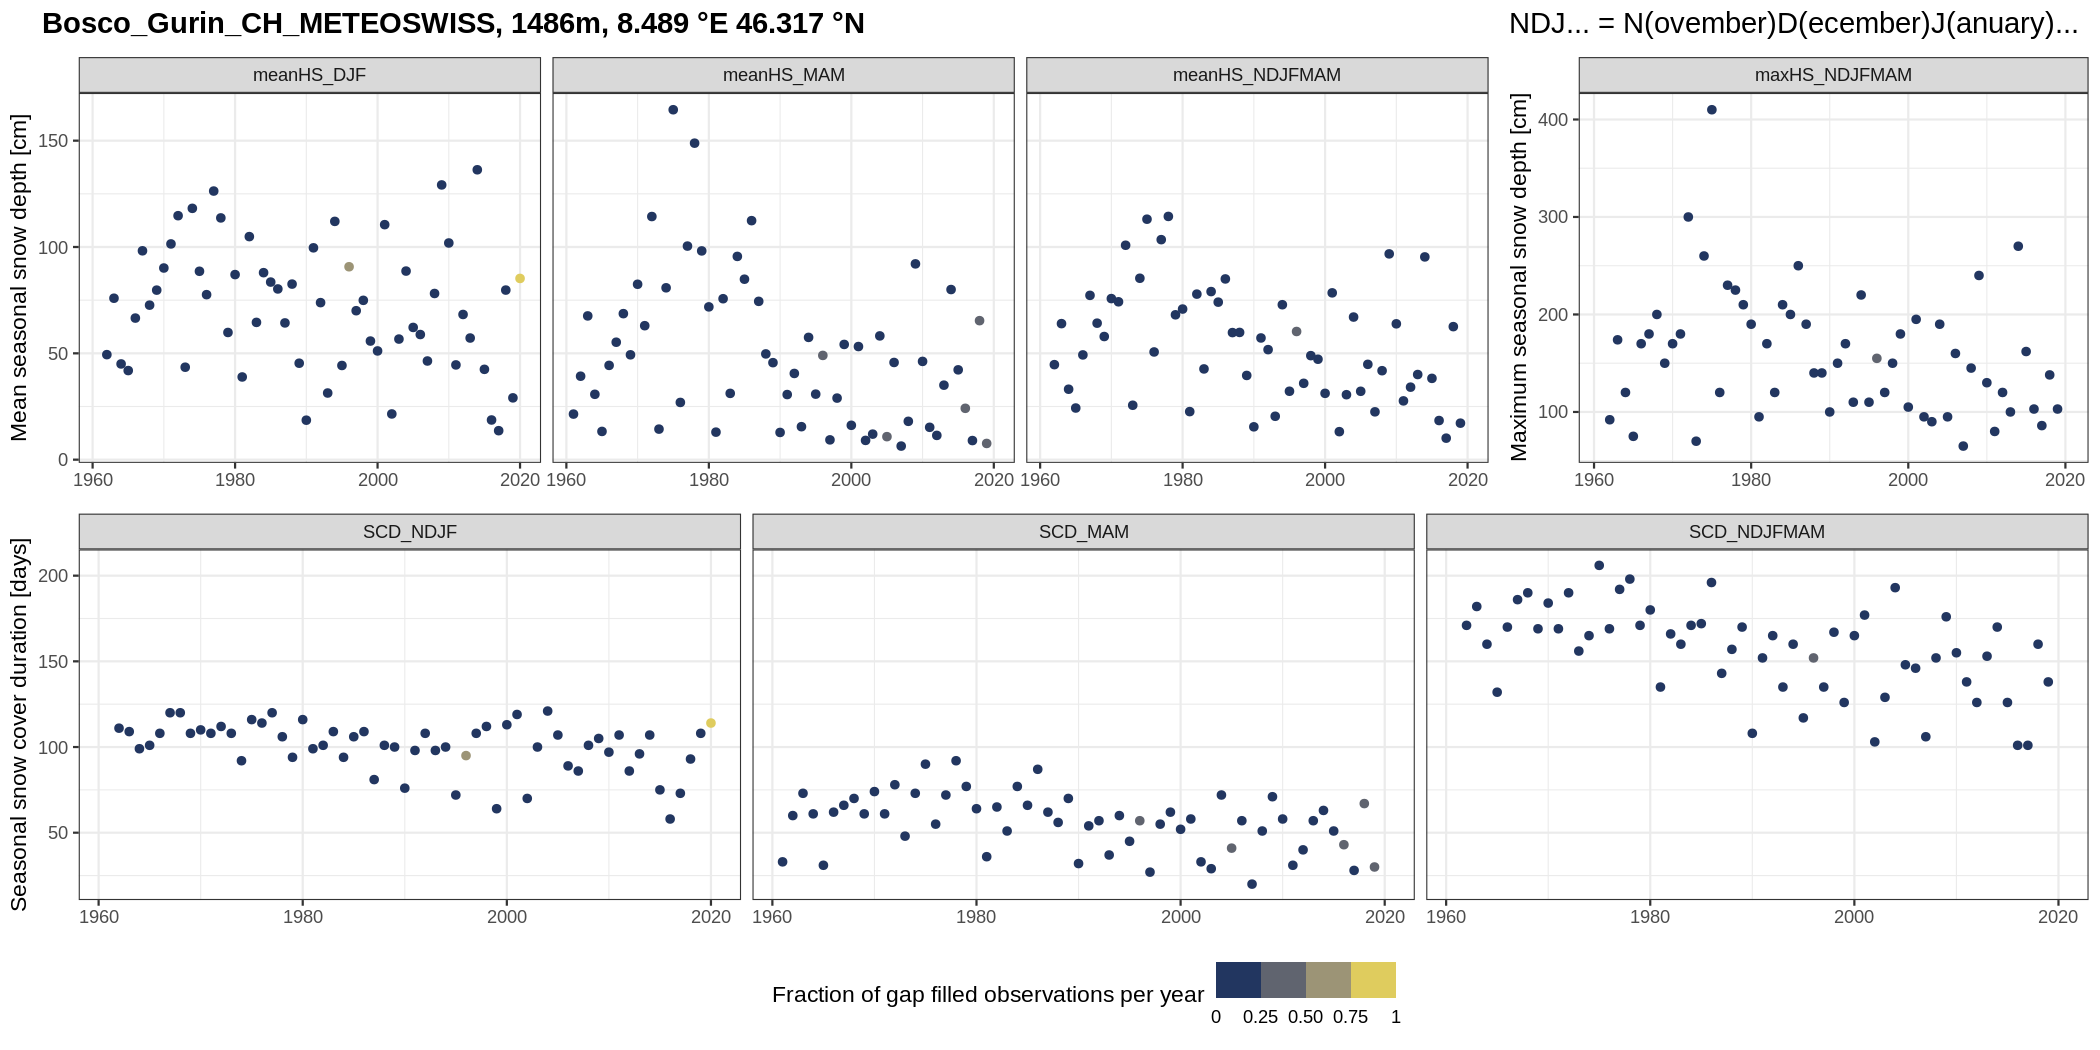 Bosco_Gurin_CH_METEOSWISS, 1486m, 8.489 °E 46.317 °N
NDJ... = N(ovember)D(ecember)J(anuary)...
meanHS_DJF
meanHS_MAM
meanHS_NDJFMAM
maxHS_NDJFMAM
Mean seasonal snow depth [cm]
150
100
50
0
Maximum seasonal snow depth [cm]
400
300
200
100
1960 1980 2000 2020
1960 1980 2000 2020
1960 1980 2000 2020
1960 1980 2000 2020
SCD_NDJF
SCD_MAM
SCD_NDJFMAM
Seasonal snow cover duration [days]
200
150
100
50
1960 1980 2000 2020
1960 1980 2000 2020
1960 1980 2000 2020
Fraction of gap filled observations per year
0 0.25 0.50 0.75 1